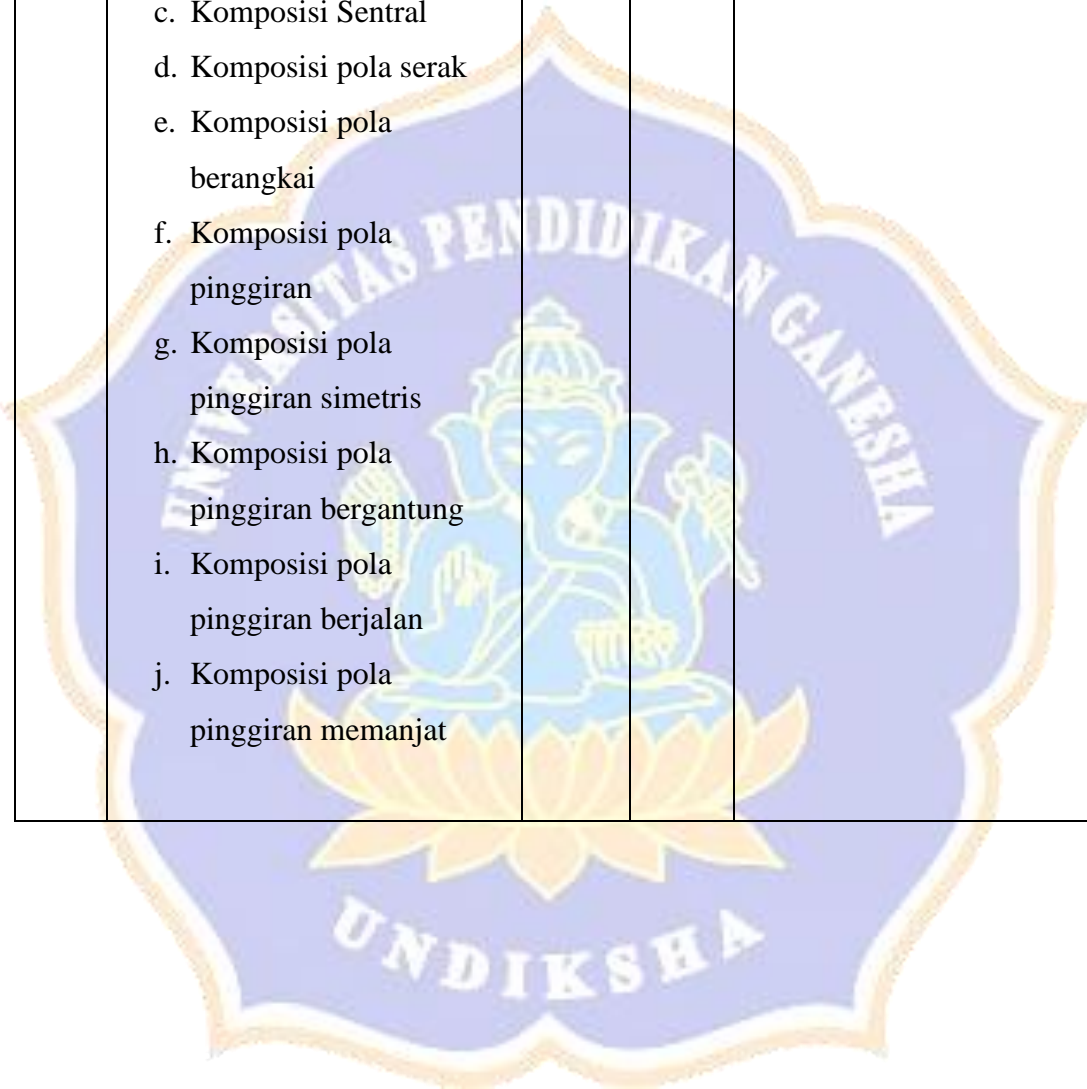 c. Komposisi Sentral
d. Komposisi pola serak
e. Komposisi pola
berangkai
f. Komposisi pola
pinggiran
g. Komposisi pola
pinggiran simetris
h. Komposisi pola
pinggiran bergantung
i. Komposisi pola
pinggiran berjalan
j. Komposisi pola
pinggiran memanjat
UNIVERSITAS PENDIDIKAN GANESHA
UNDIKSHA